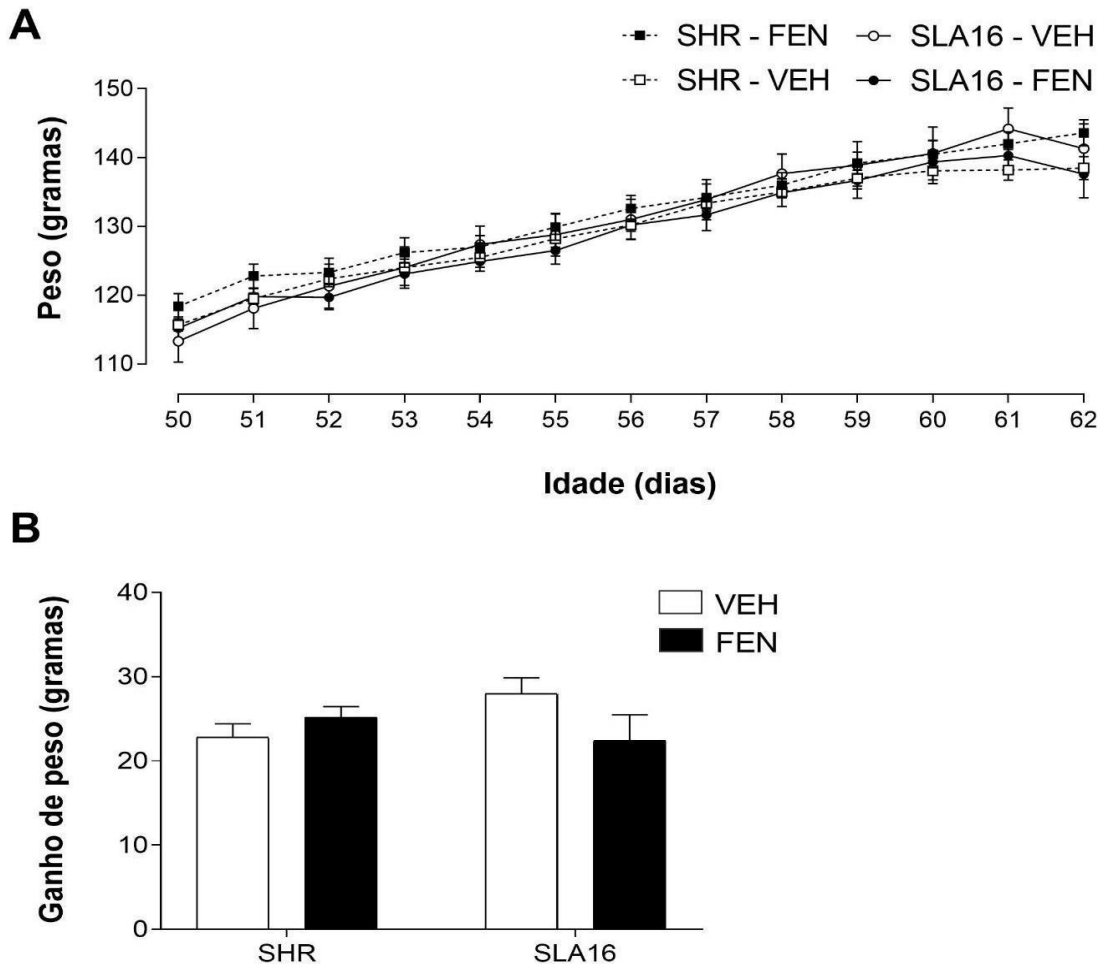 A
SHR - FEN SLA16 - VEH
SHR - VEH SLA16 - FEN
150
140
130
120
110
Peso (gramas)
50 51 52 53 54 55 56 57 58 59 60 61 62
Idade (dias)
B
40
30
20
10
0
Ganho de peso (gramas)
VEH
FEN
SHR SLA16